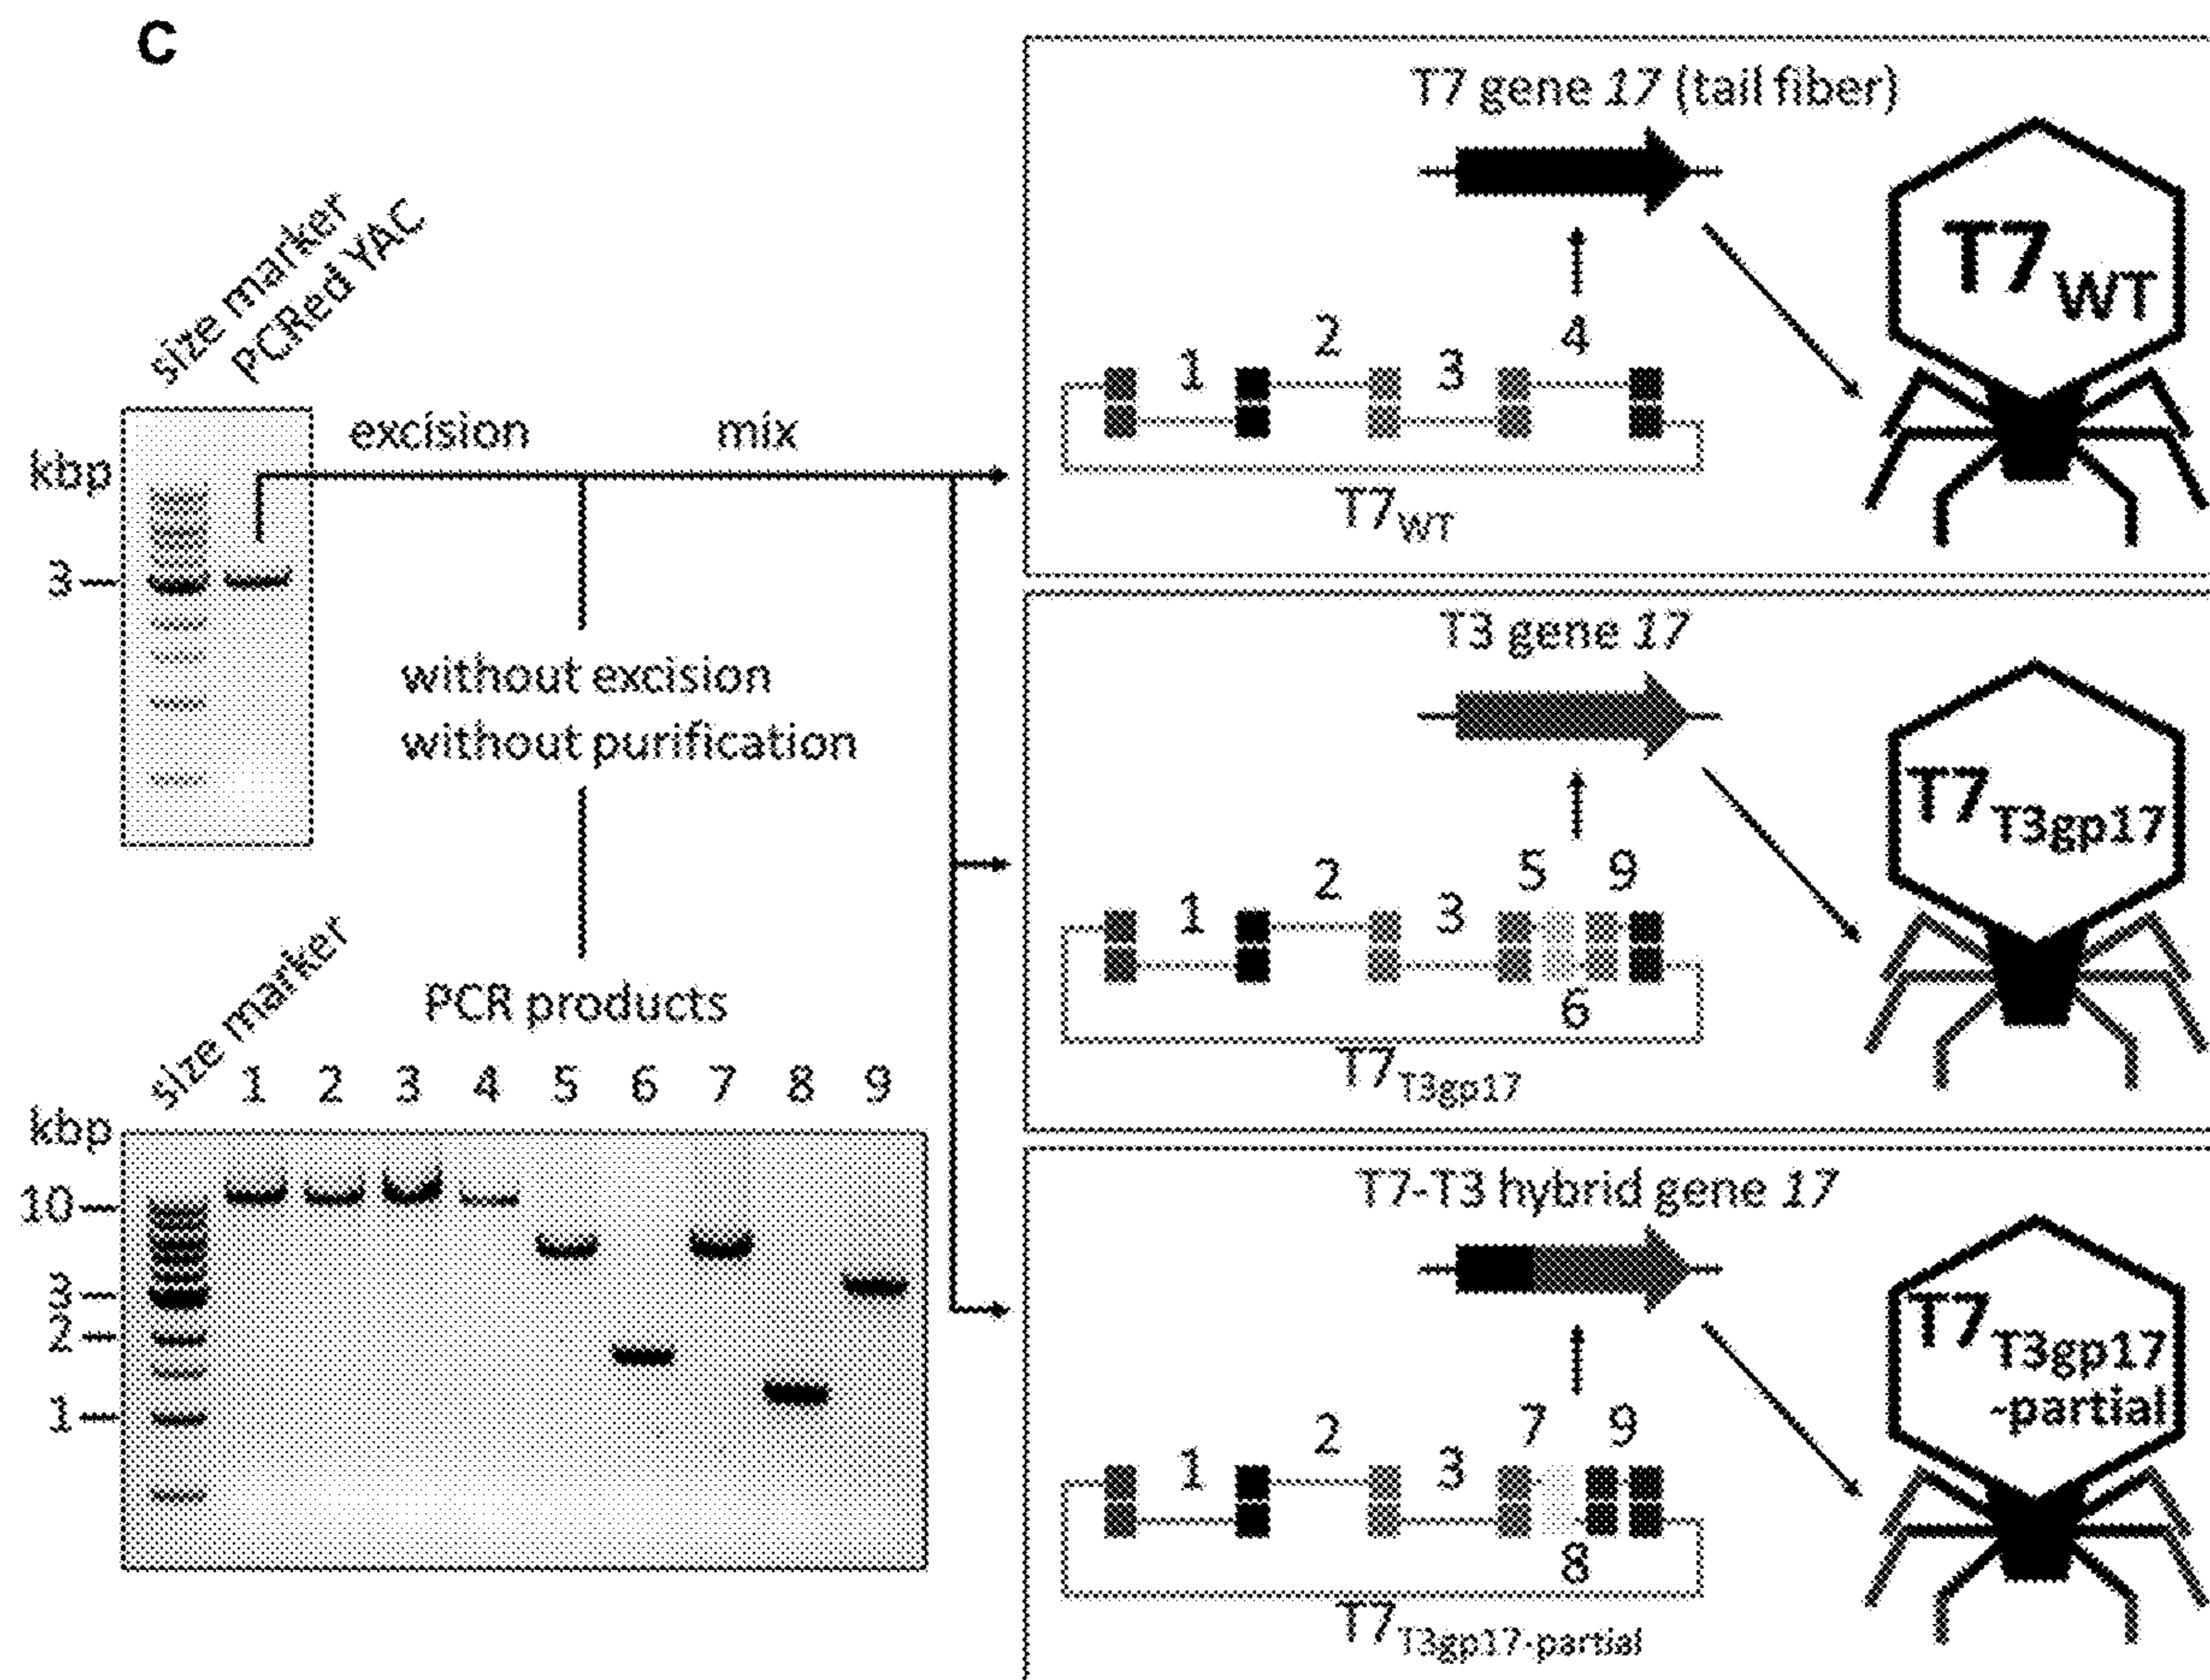 C
size marker
PCRed YAC
kbp
3
excision
mix
without excision
without purification
PCR products
size marker
1 2 3 4 5 6 7 8 9
kbp
10
3
2
1
T7 gene 17 (tail fiber)
1 2 3 4
T7WT
T7WT
T3 gene 17
1 2 3 5 9
6
T7T3gp17
T7T3gp17
T7-T3 hybrid gene 17
1 2 3 7 9
8
T7T3gp17-partial
T7T3gp17
-partial